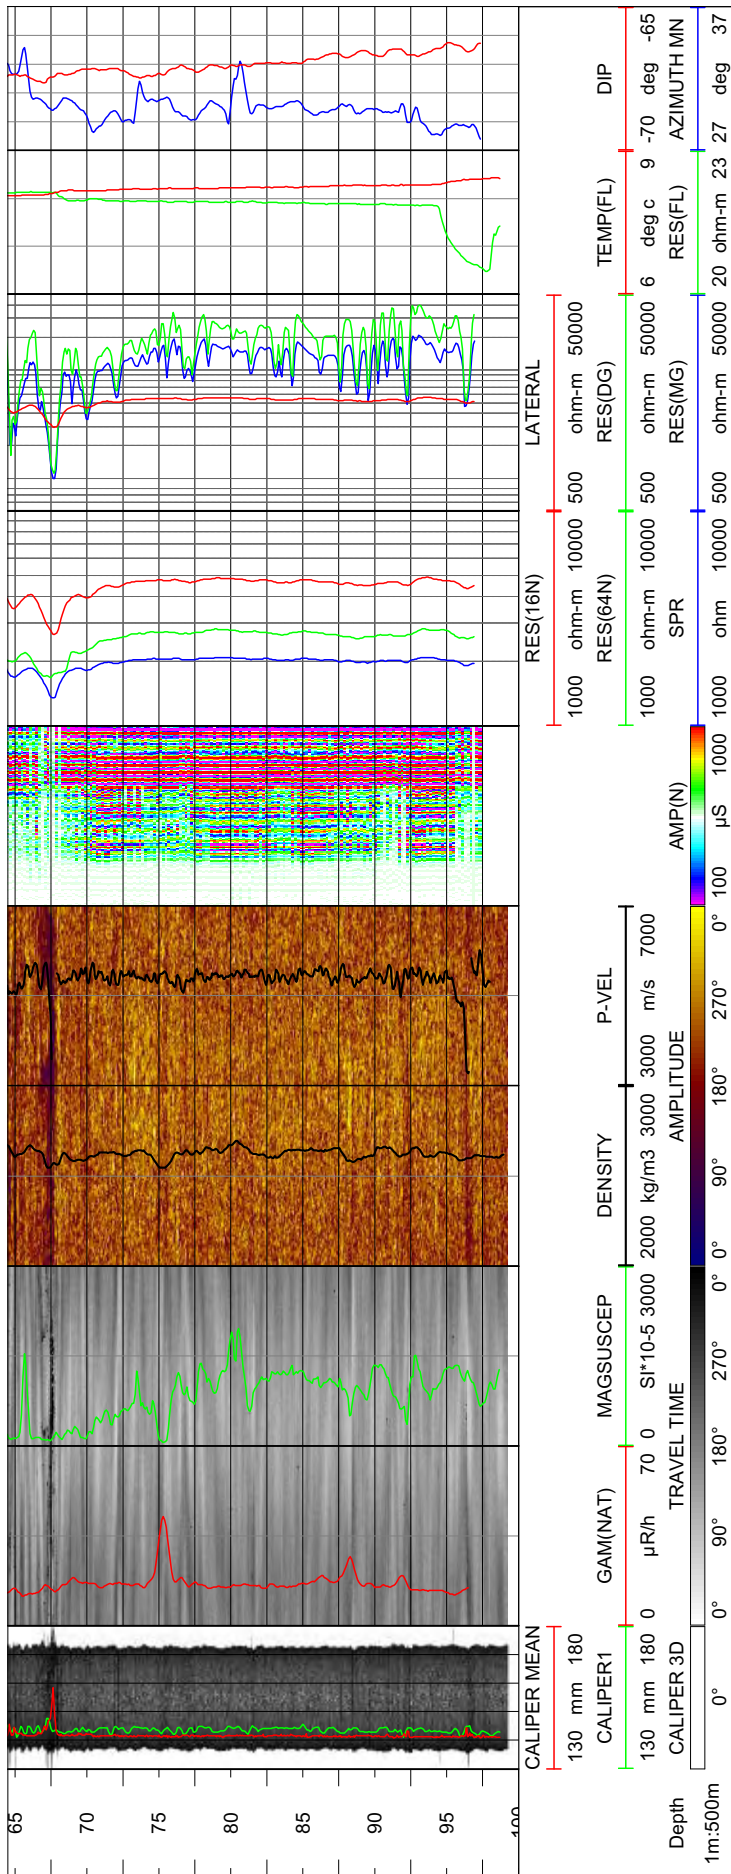 65
70
75
80
85
90
95
CALIPER MEAN RES(16N) LATERAL
130 mm 180 1000 ohm-m 10000 500 ohm-m 50000
CALIPER1 GAM(NAT) MAGSUSCEP DENSITY P-VEL RES(64N) RES(DG) TEMP(FL) DIP
130 mm 180 0 µR/h 70 0 SI*10-5 3000 2000 kg/m3 3000 3000 m/s 7000 1000 ohm-m 10000 500 ohm-m 50000 6 deg c 9 -70 deg -65
Depth CALIPER 3D TRAVEL TIME AMPLITUDE AMP(N) SPR RES(MG) RES(FL) AZIMUTH MN
1m:500m 0° 0° 90° 180° 270° 0° 0° 90° 180° 270° 0° 100 µS 1000 1000 ohm 10000 500 ohm-m 50000 20 ohm-m 23 27 deg 37